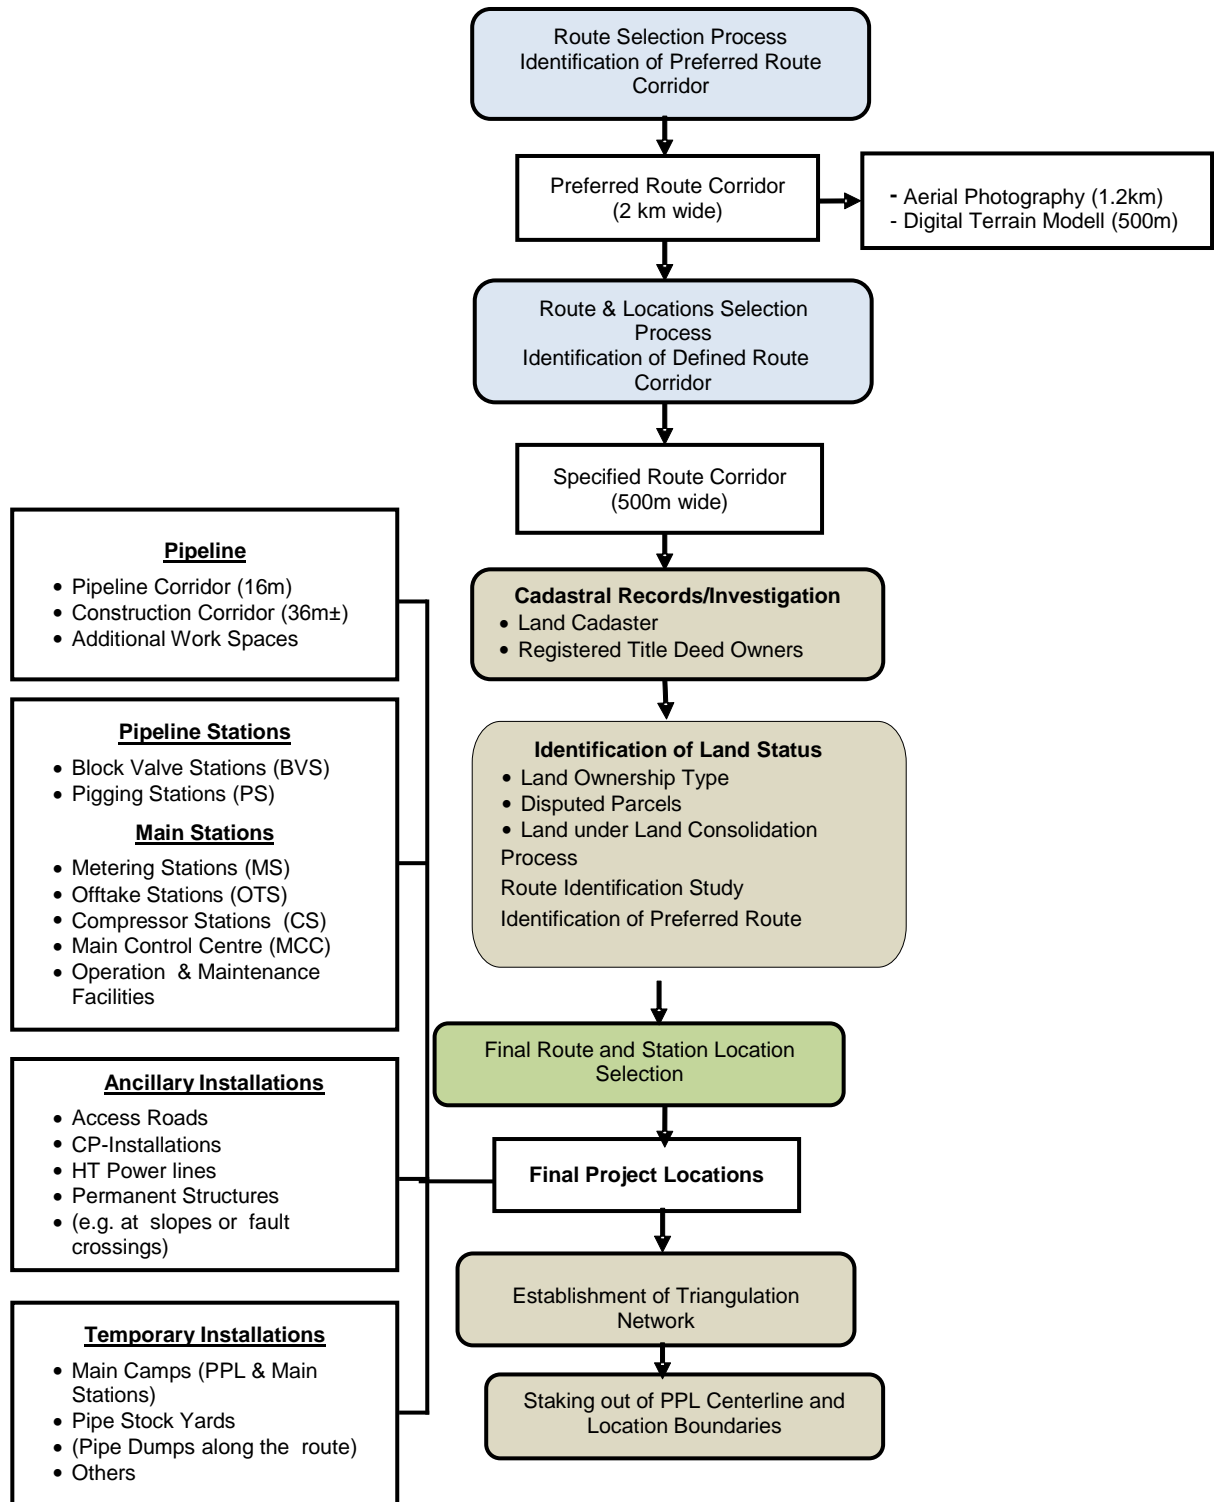 Route Selection Process
Identification of Preferred Route
Corridor
Preferred Route Corridor
(2 km wide)
- Aerial Photography (1.2km)
- Digital Terrain Modell (500m)
Route & Locations Selection
Process
Identification of Defined Route
Corridor
Specified Route Corridor
(500m wide)
Cadastral Records/Investigation
• Land Cadaster
• Registered Title Deed Owners
Identification of Land Status
• Land Ownership Type
• Disputed Parcels
• Land under Land Consolidation
Process
Route Identification Study
Identification of Preferred Route
Final Route and Station Location
Selection
Final Project Locations
Establishment of Triangulation
Network
Staking out of PPL Centerline and
Location Boundaries
Pipeline
• Pipeline Corridor (16m)
• Construction Corridor (36m±)
• Additional Work Spaces
Pipeline Stations
• Block Valve Stations (BVS)
• Pigging Stations (PS)
Main Stations
• Metering Stations (MS)
• Offtake Stations (OTS)
• Compressor Stations (CS)
• Main Control Centre (MCC)
• Operation & Maintenance
Facilities
Ancillary Installations
• Access Roads
• CP-Installations
• HT Power lines
• Permanent Structures
• (e.g. at slopes or fault
crossings)
Temporary Installations
• Main Camps (PPL & Main
Stations)
• Pipe Stock Yards
• (Pipe Dumps along the route)
• Others